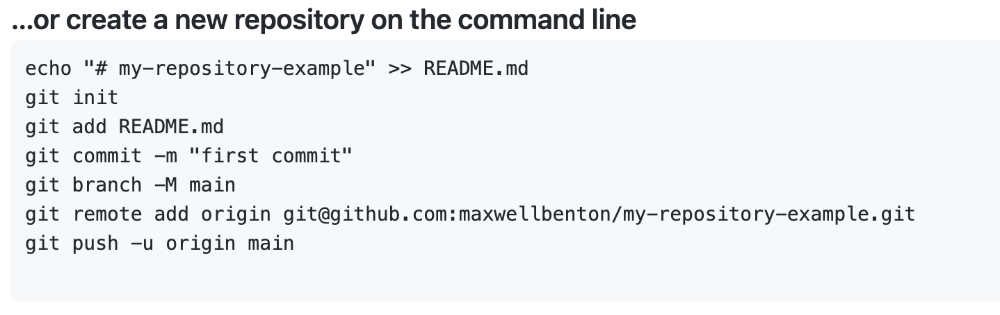 ...or create a new repository on the command line
echo "# my-repository-example" >> README.md
git init
git add README.md
git commit -m "first commit"
git branch -M main
git remote add origin git@github.com:maxwellbenton/my-repository-example.git
git push -u origin main